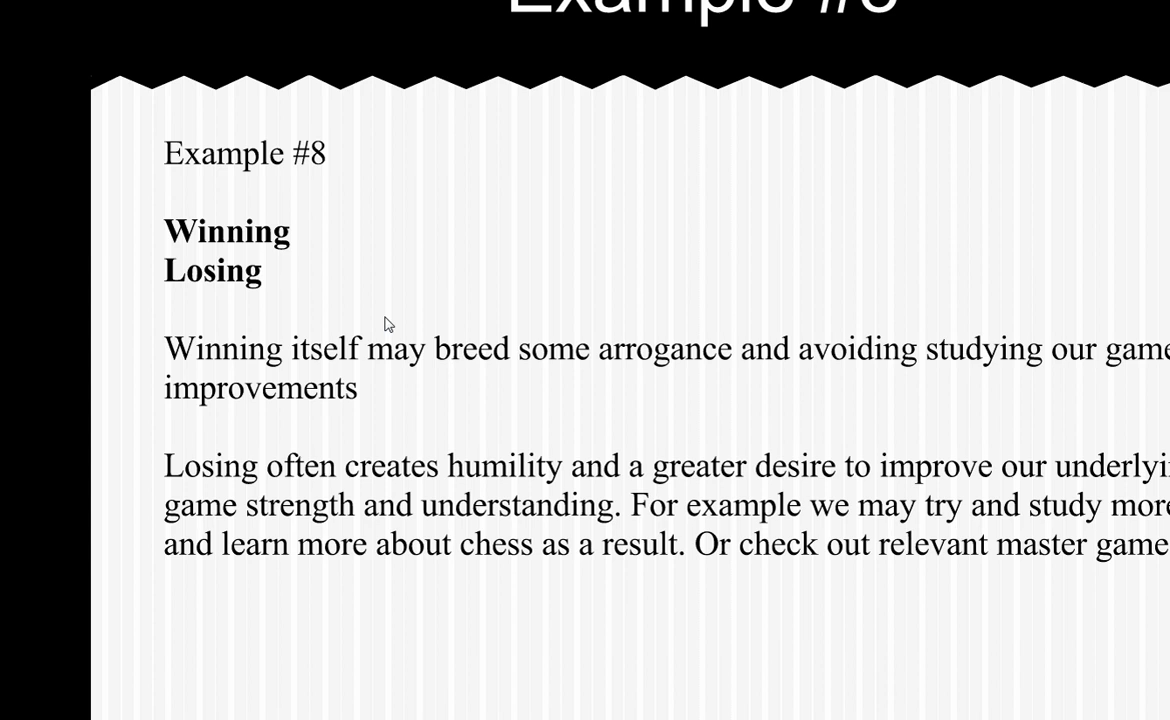 Example #8
Example #8
Winning
Losing
Winning itself may breed some arrogance and avoiding studying our game
improvements
Losing often creates humility and a greater desire to improve our
game strength and understanding. For example we may try and study more
and learn more about chess as a result. Or check out relevant master game